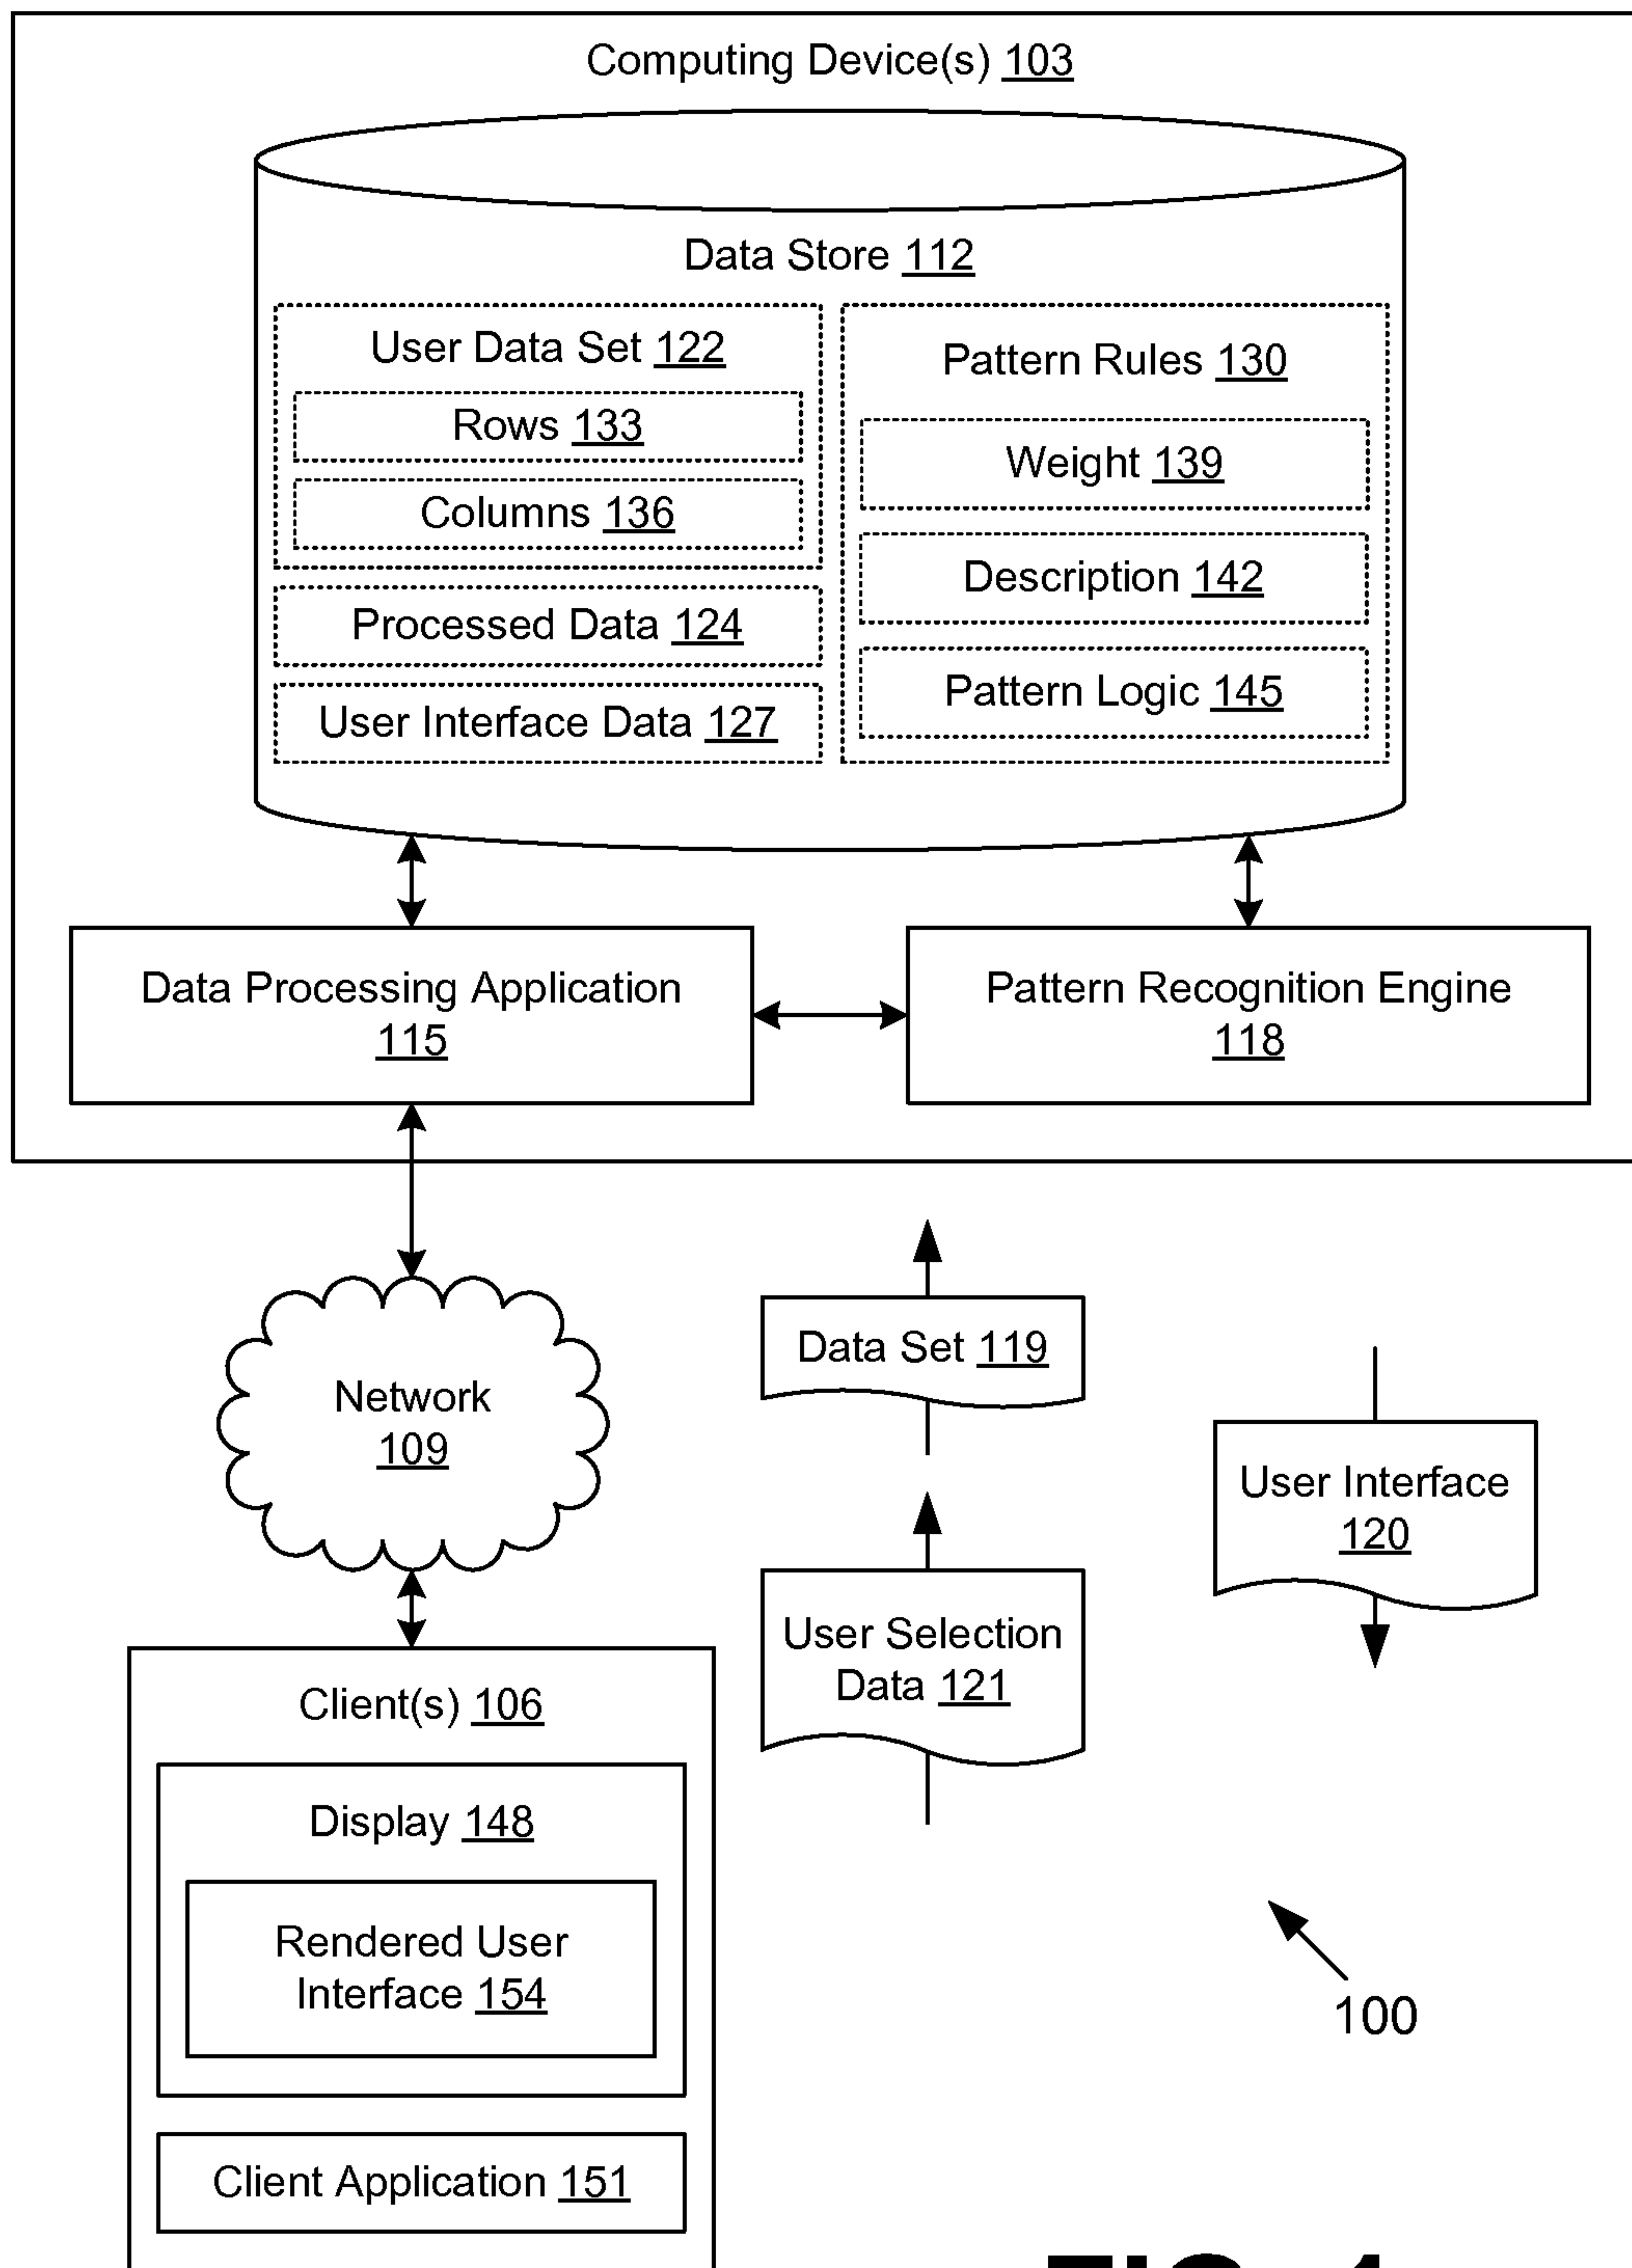 Computing Device(s) 103
Data Store 112
User Data Set 122
Rows 133
Columns 136
Processed Data 124
User Interface Data 127
Pattern Rules 130
Weight 139
Description 142
Pattern Logic 145
Data Processing Application
115
Pattern Recognition Engine
118
Network
109
Data Set 119
User Interface
120
User Selection
Data 121
Client(s) 106
Display 148
Rendered User
Interface 154
Client Application 151
100